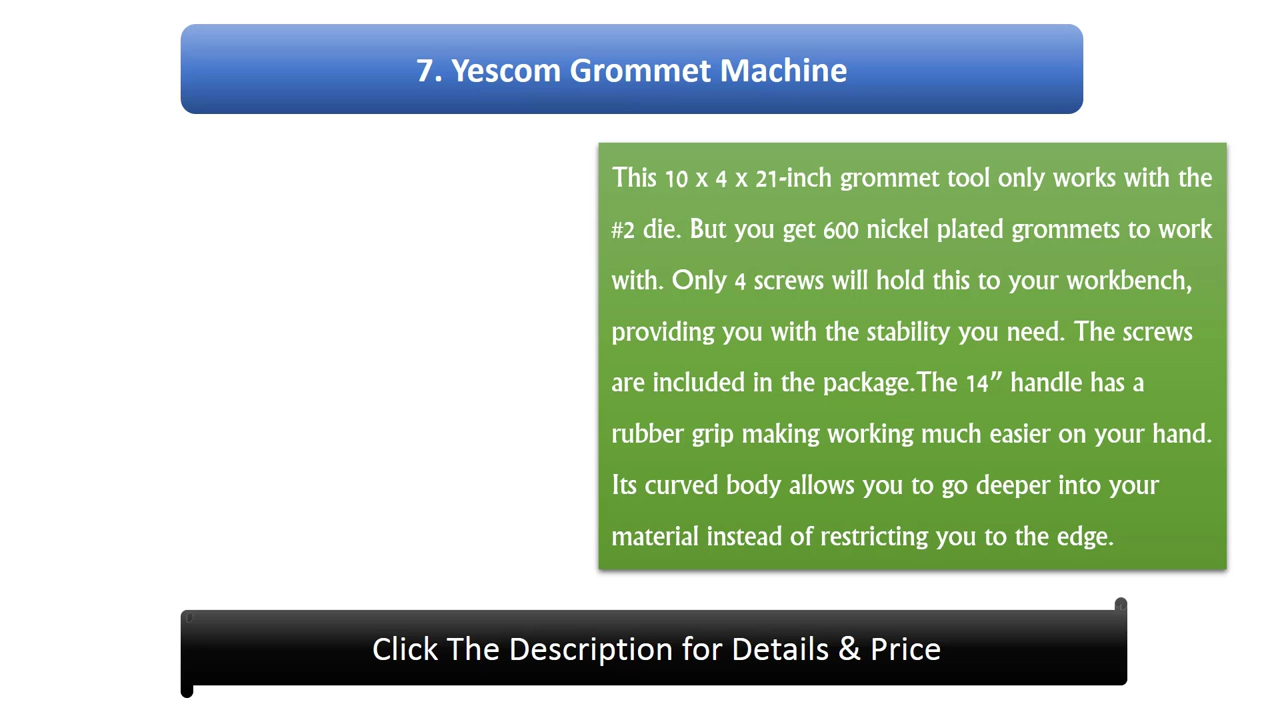 7. Yescom Grommet Machine
This 10 x 4 x 21-inch grommet tool only works with the
#2 die. But you get 600 nickel plated grommets to work
with. Only 4 screws will hold this to your workbench,
providing you with the stability you need. The screws
are included in the package.The 14” handle has a
rubber grip making working much easier on your hand.
Its curved body allows you to go deeper into your
material instead of restricting you to the edge.
Click The Description for Details & Price